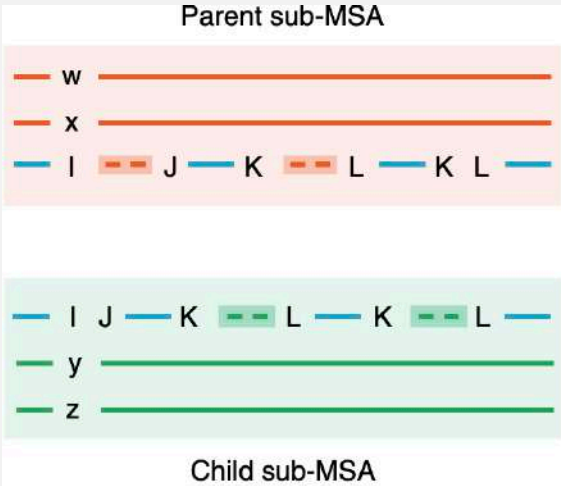 Parent sub-MSA
w
x
I J K L K L
I J K L K L
y
z
Child sub-MSA